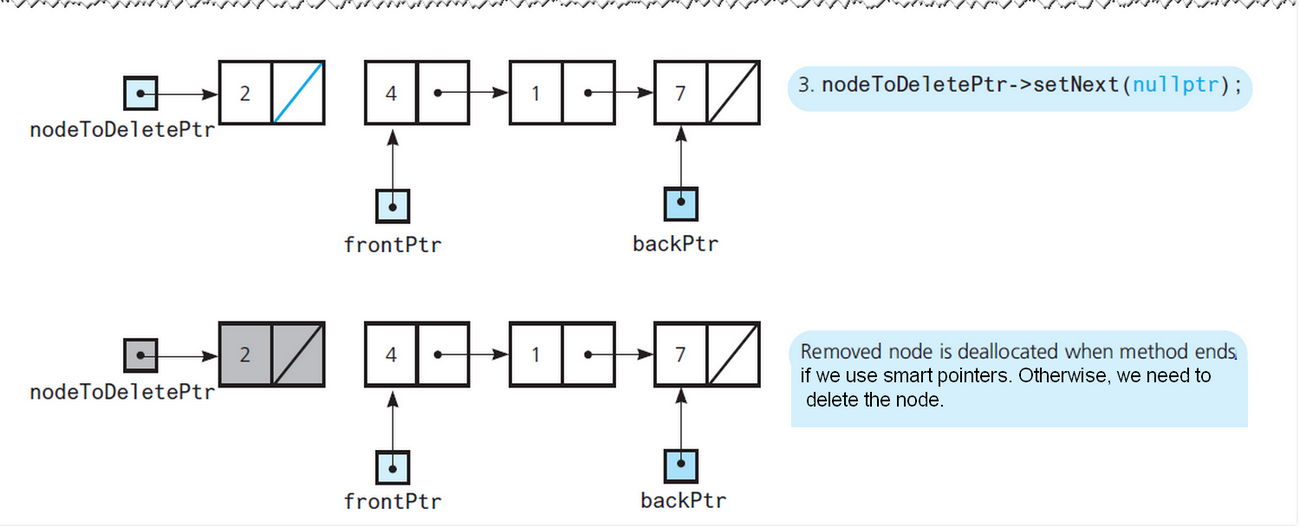 2
4
1
7
3. nodeToDeletePtr->setNext(nullptr);
nodeToDeletePtr
frontPtr
backPtr
2
4
1
7
Removed node is deallocated when method ends,
if we use smart pointers. Otherwise, we need to
delete the node.
nodeToDeletePtr
frontPtr
backPtr